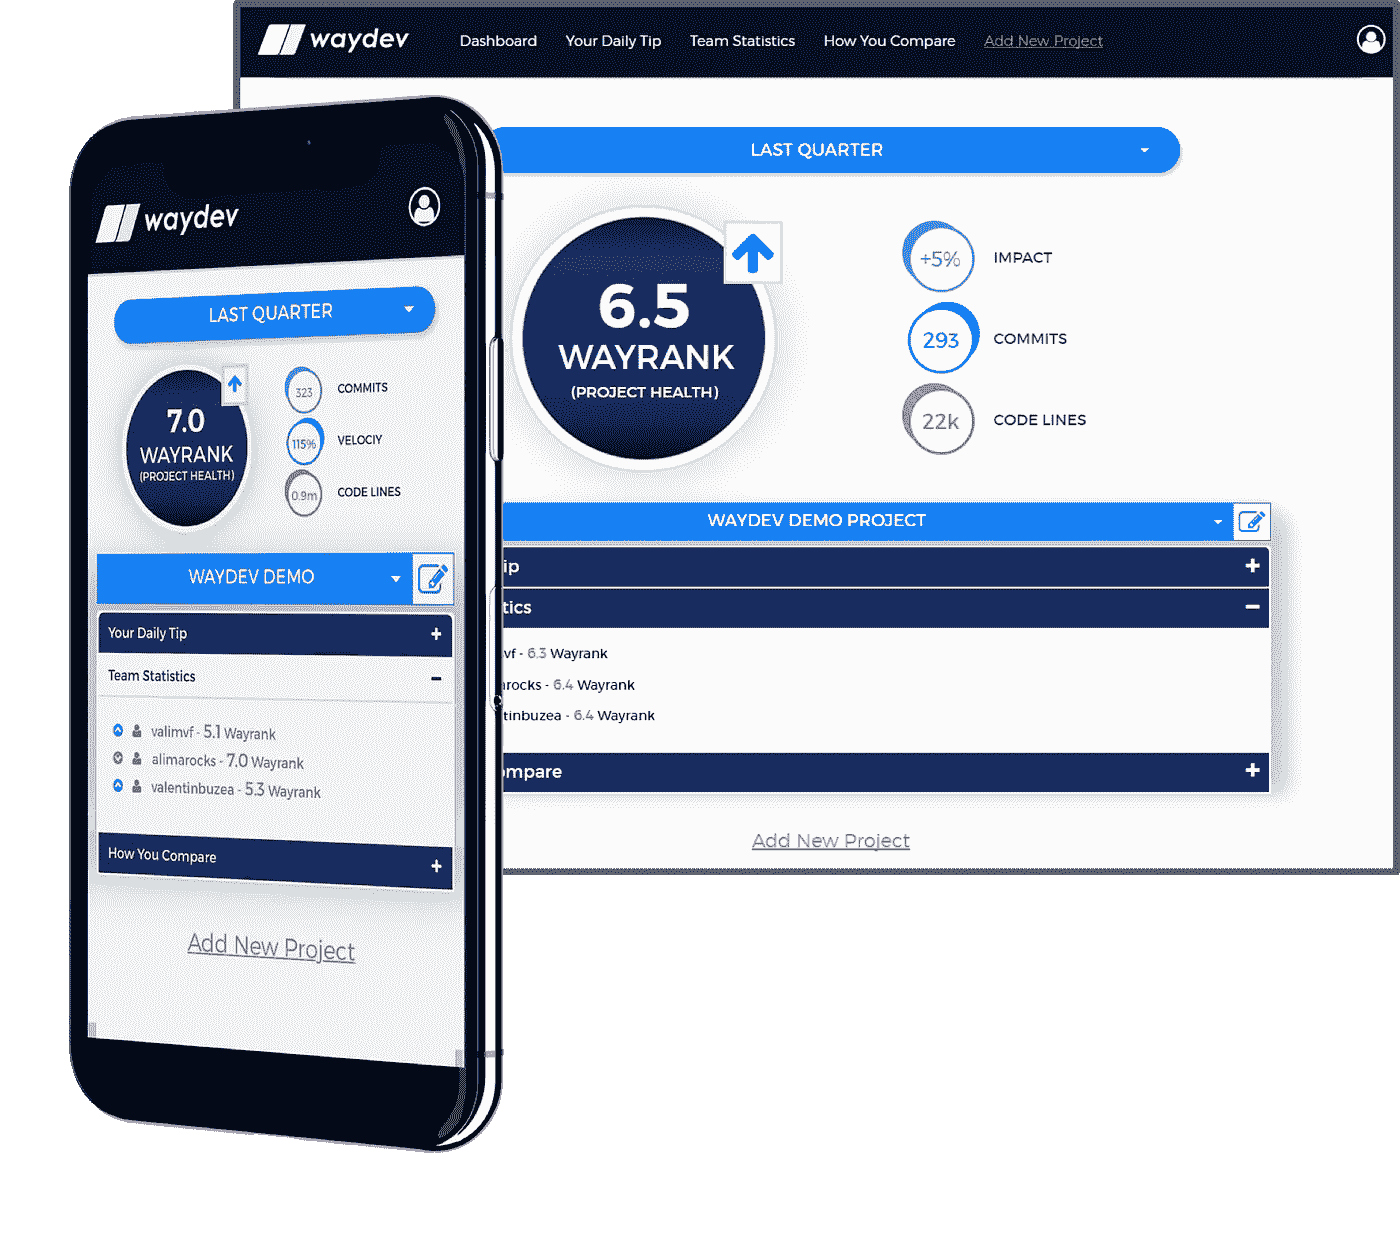 waydev Dashboard Your Daily Tip Team Statistics How You Compare Add New Project
LAST QUARTER
6.5
WAYRANK
(PROJECT HEALTH)
+5% IMPACT
293 COMMITS
22k CODE LINES
WAYDEV DEMO PROJECT
ip
tics
vf - 6.3 Wayrank
arocks - 6.4 Wayrank
tinbuzea - 6.4 Wayrank
ompare
Add New Project
waydev
LAST QUARTER
7.0
WAYRANK
(PROJECT HEALTH)
323 COMMITS
115% VELOCIY
0.9m CODE LINES
WAYDEV DEMO
Your Daily Tip
Team Statistics
valimvf - 5.1 Wayrank
alimarocks - 7.0 Wayrank
valentinbuzea - 5.3 Wayrank
How You Compare
Add New Project